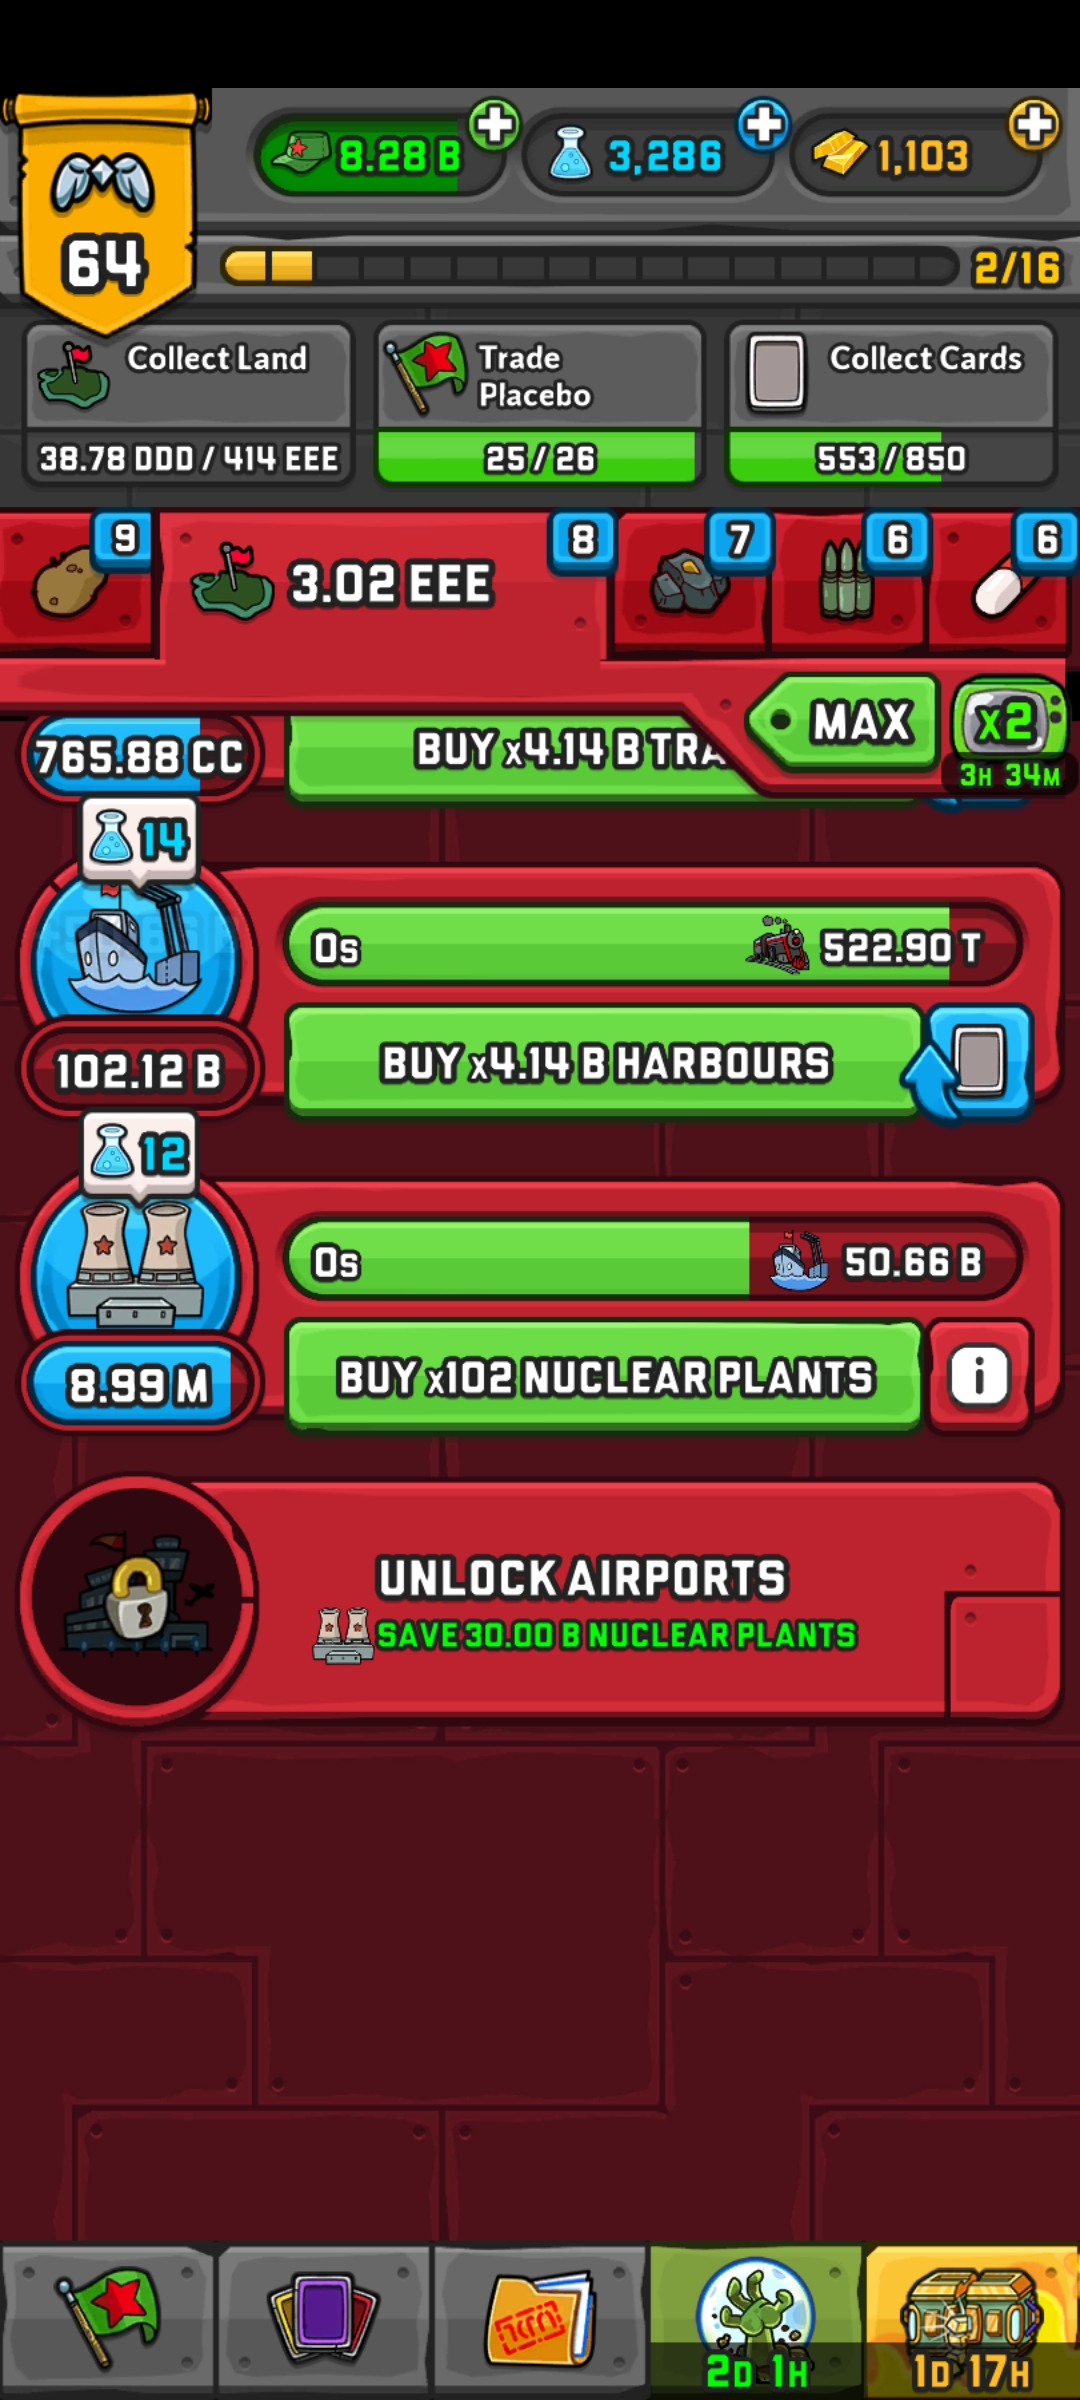 8.28 B
3,286
1,103
64
2/16
Collect Land
38.78 DDD / 414 EEE
Trade
Placebo
25 / 26
Collect Cards
553 / 850
9
3.02 EEE
8
7
6
6
MAX
x2
3H 34M
765.88 CC
BUY x4.14 B TRA
14
0s
522.90 T
102.12 B
BUY x4.14 B HARBOURS
12
0s
50.66 B
8.99 M
BUY x102 NUCLEAR PLANTS
i
UNLOCK AIRPORTS
SAVE 30.00 B NUCLEAR PLANTS
2D 1H
1D 17H